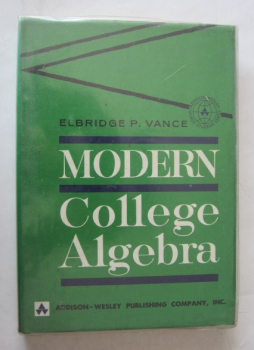 ELBRIDGE P. VANCE
MODERN
College
Algebra
ADDISON-WESLEY PUBLISHING COMPANY, INC.